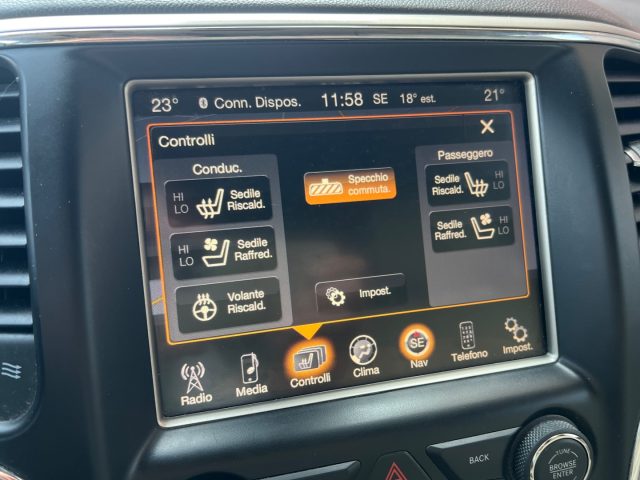 23° Conn. Dispos. 11:58 SE 18° est. 21°
Controlli
Conduc.
HI
LO
Sedile
Riscald.
HI
LO
Sedile
Raffred.
Volante
Riscald.
Specchio
commuta.
Impost.
Passeggero
Sedile
Riscald.
HI
LO
Sedile
Raffred.
HI
LO
Radio
Media
Controlli
Clima
SE
Nav
Telefono
Impost.
BACK
TUNE
BROWSE
ENTER